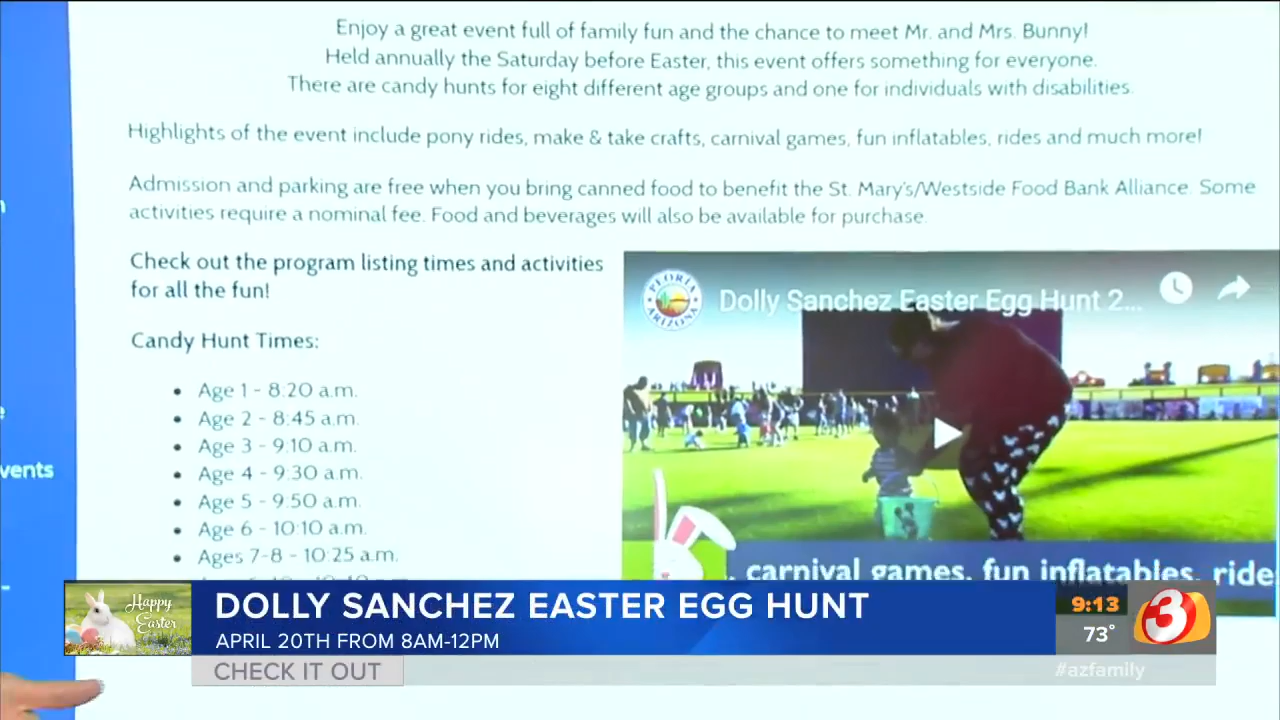 Enjoy a great event full of family fun and the chance to meet Mr. and Mrs. Bunny!
Held annually the Saturday before Easter, this event offers something for everyone.
There are candy hunts for eight different age groups and one for individuals with disabilities.
Highlights of the event include pony rides, make & take crafts, carnival games, fun inflatables, rides and much more!
Admission and parking are free when you bring canned food to benefit the St. Mary's/Westside Food Bank Alliance. Some
activities require a nominal fee. Food and beverages will also be available for purchase.
Check out the program listing times and activities
for all the fun!
Candy Hunt Times:
• Age 1 - 8:20 a.m.
• Age 2 - 8:45 a.m.
• Age 3 - 9:10 a.m.
• Age 4 - 9:30 a.m.
• Age 5 - 9:50 a.m.
• Age 6 - 10:10 a.m.
• Ages 7-8 - 10:25 a.m.
vents
PEORIA
ARIZONA
Dolly Sanchez Easter Egg Hunt 2...
, carnival games, fun inflatables, ride
Happy
Easter
DOLLY SANCHEZ EASTER EGG HUNT
APRIL 20TH FROM 8AM-12PM
CHECK IT OUT
9:13
73°
3
#azfamily